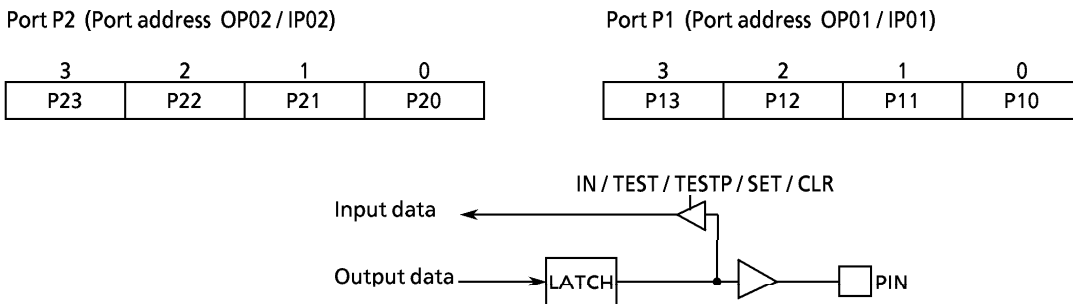 Port P2 (Port address OP02 / IP02)
Port P1 (Port address OP01 / IP01)
3 2 1 0
P23 P22 P21 P20
3 2 1 0
P13 P12 P11 P10
IN / TEST / TESTP / SET / CLR
Input data
Output data
LATCH
PIN